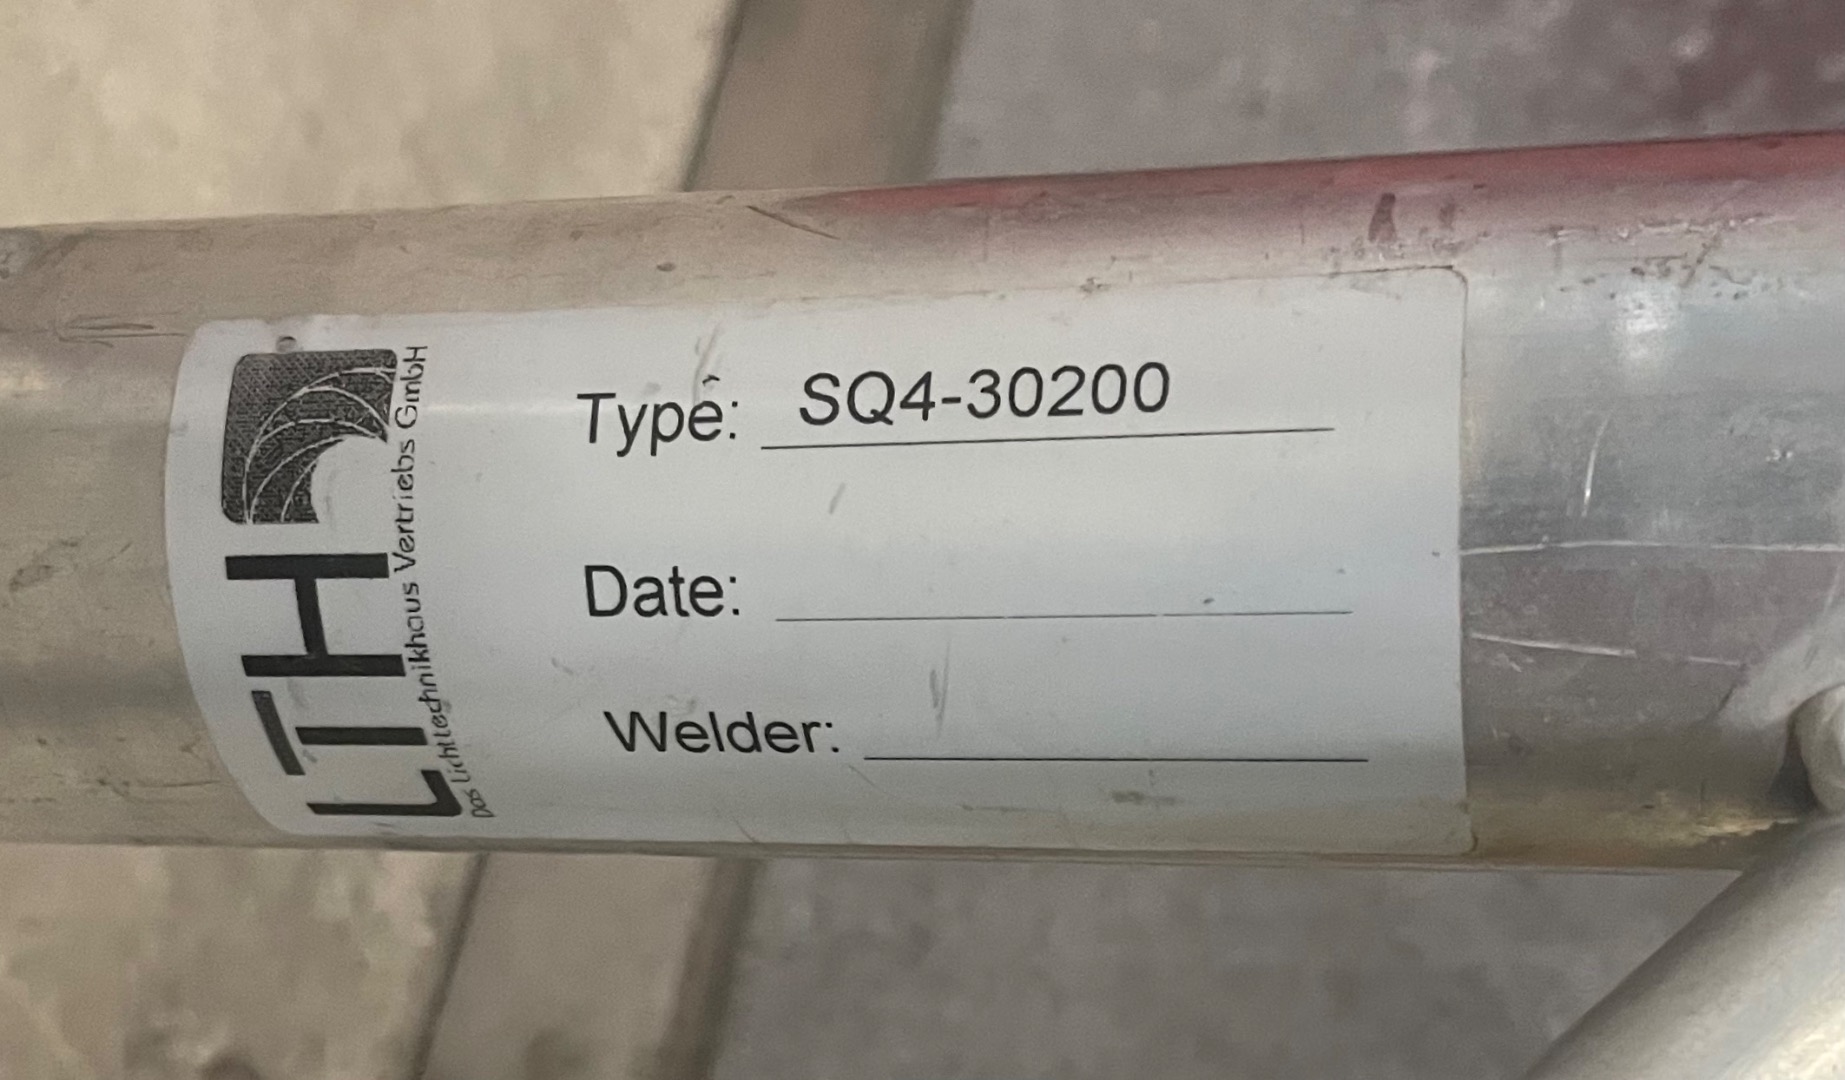 LTH
Das Lichttechnikhaus Vertriebs GmbH
Type: SQ4-30200
Date:
Welder: